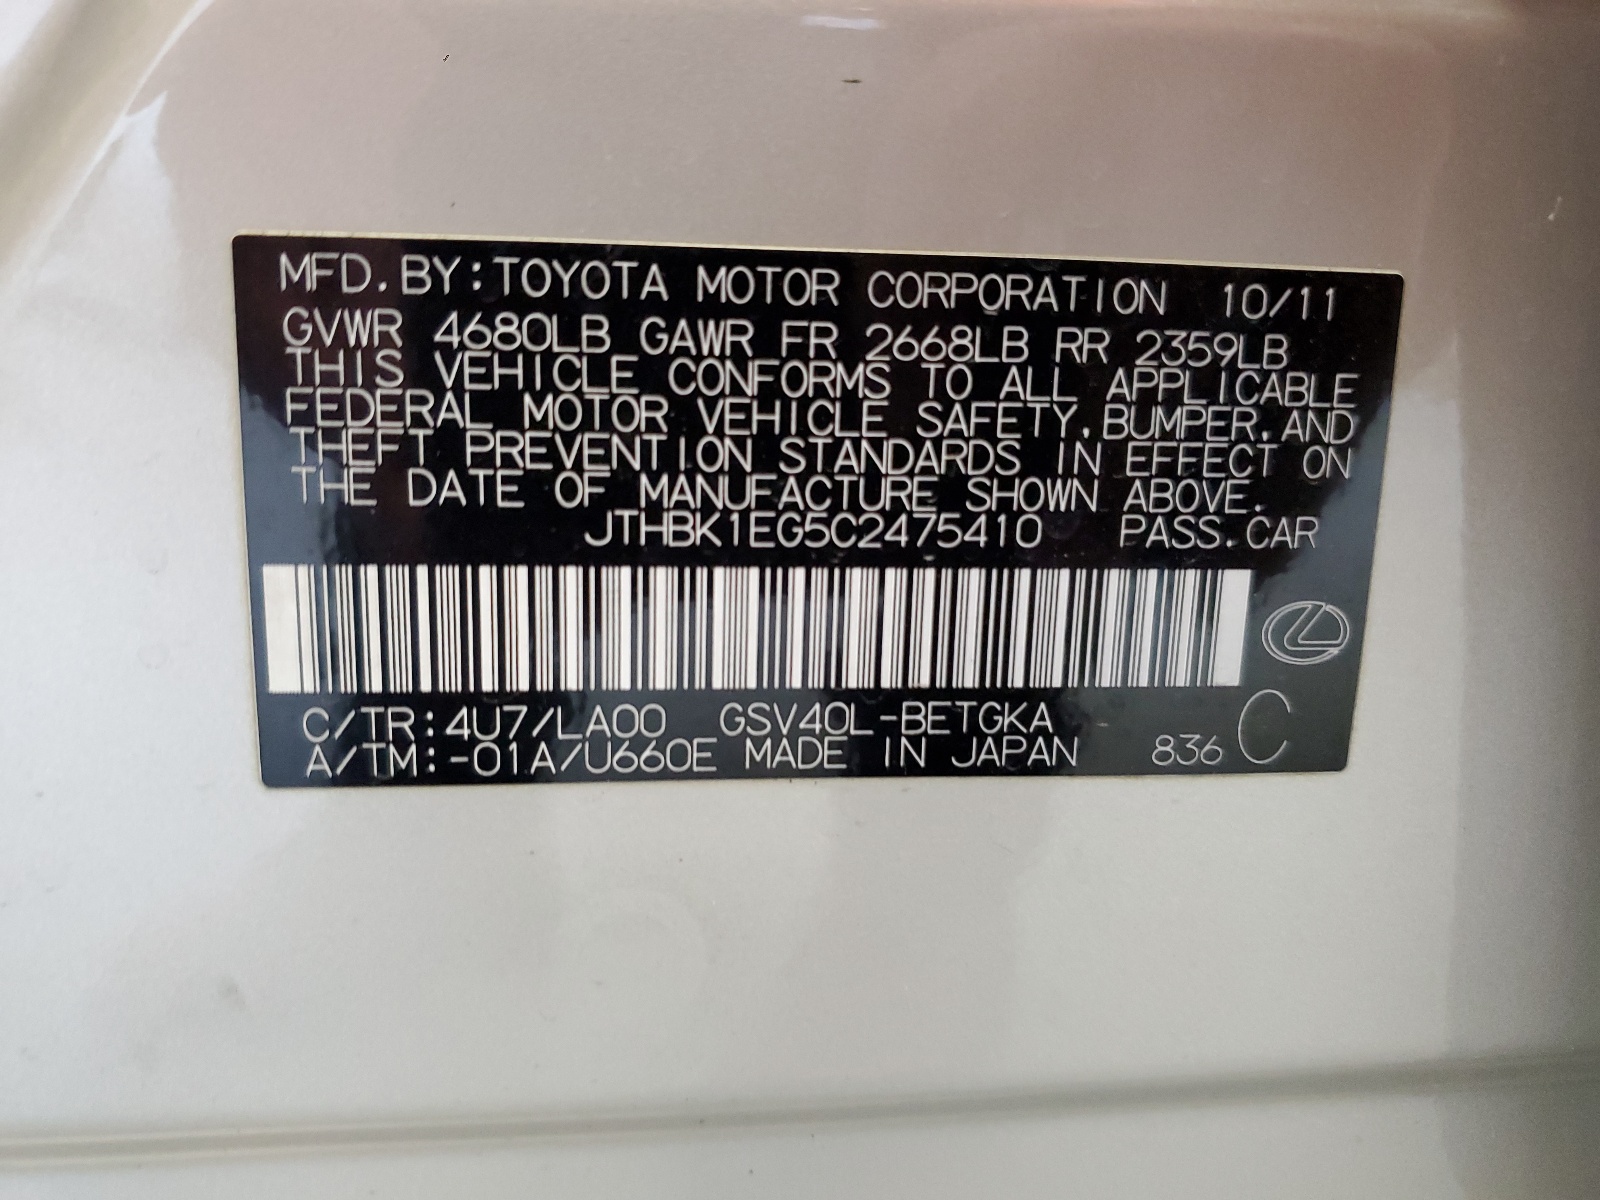 MFD. BY: TOYOTA MOTOR CORPORATION 10/11
GVWR 4680LB GAWR FR 2668LB RR 2359LB
THIS VEHICLE CONFORMS TO ALL APPLICABLE
FEDERAL MOTOR VEHICLE SAFETY, BUMPER, AND
THEFT PREVENTION STANDARDS IN EFFECT ON
THE DATE OF MANUFACTURE SHOWN ABOVE.
JTHBK1EG5C2475410 PASS. CAR
C/TR: 4U7/LA00 GSV40L-BETGKA
A/TM: -01A/U660E MADE IN JAPAN 836 C